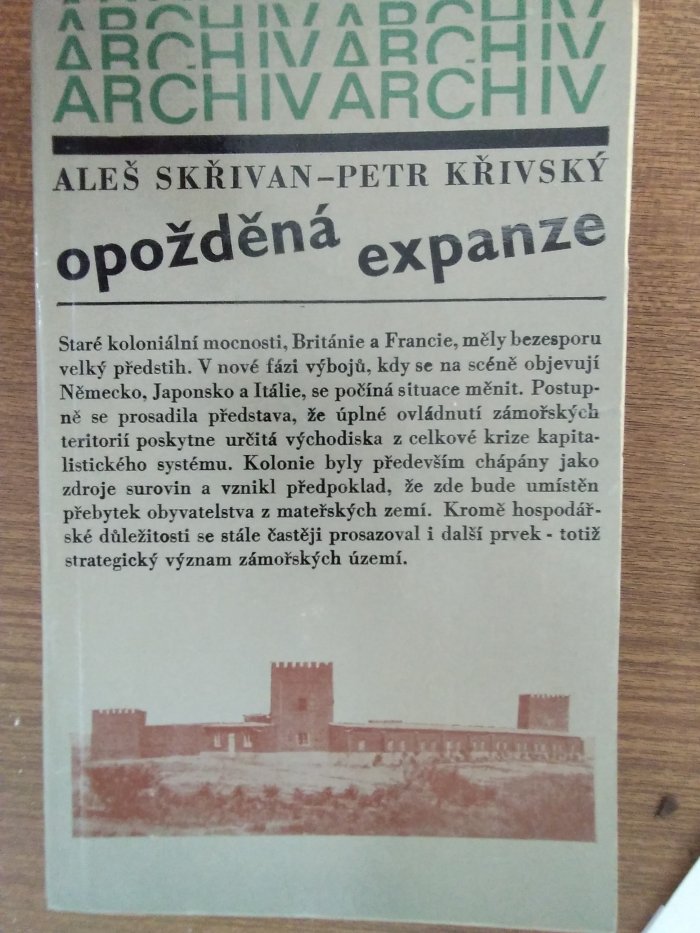 ARCHIVARCHIV
ARCHIVARCHIV
ARCHIVARCHIV
ALEŠ SKŘIVAN–PETR KŘIVSKÝ
opožděná expanze
Staré koloniální mocnosti, Británie a Francie, měly bezesporu
velký předstih. V nové fázi výbojů, kdy se na scéně objevují
Německo, Japonsko a Itálie, se počíná situace měnit. Postup-
ně se prosadila představa, že úplné ovládnutí zámořských
teritorií poskytne určitá východiska z celkové krize kapita-
listického systému. Kolonie byly především chápány jako
zdroje surovin a vznikl předpoklad, že zde bude umístěn
přebytek obyvatelstva z mateřských zemí. Kromě hospodář-
ské důležitosti se stále častěji prosazoval i další prvek - totiž
strategický význam zámořských území.